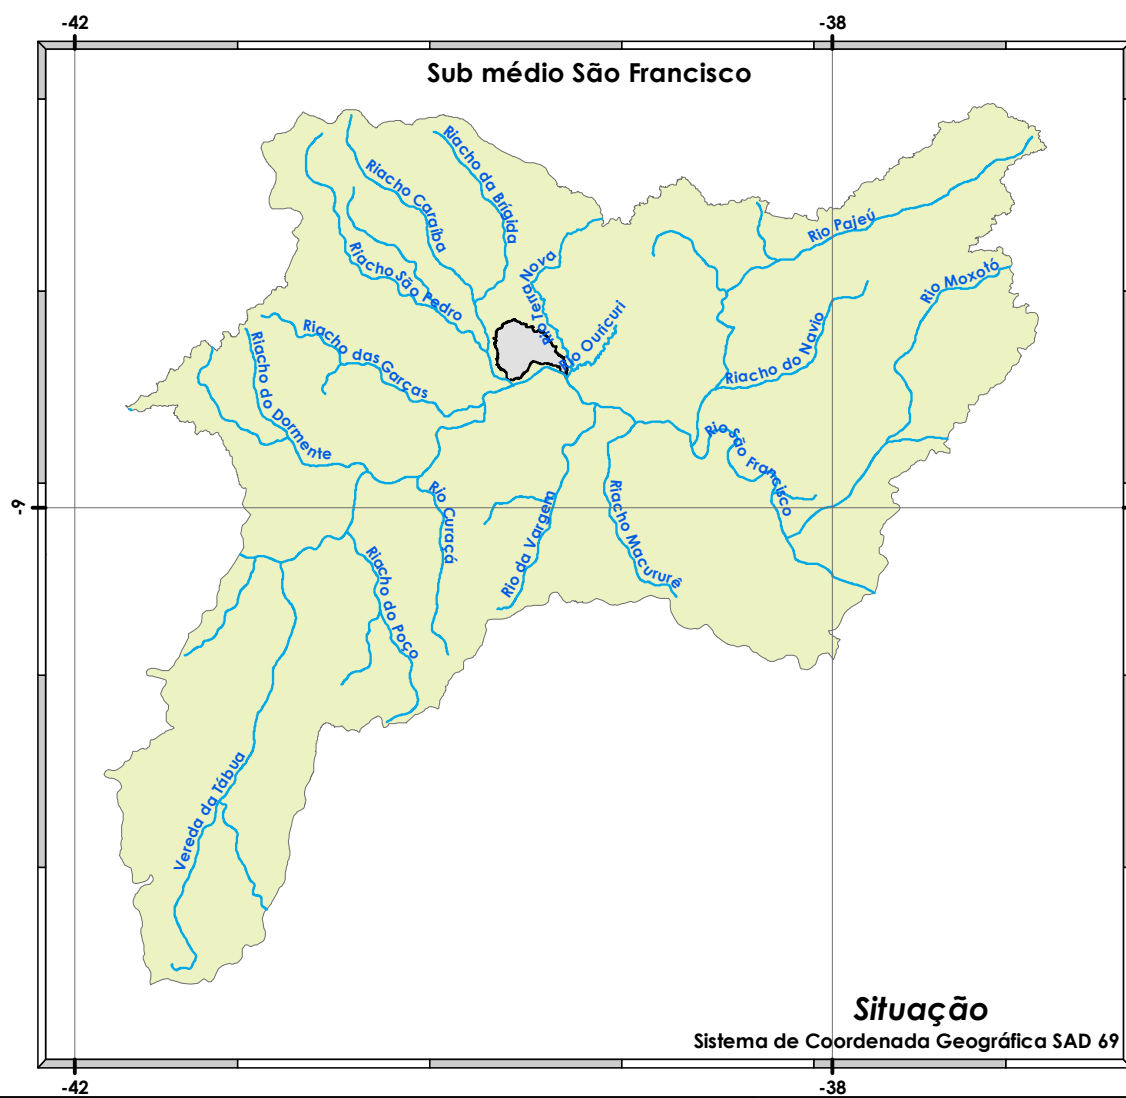 -42
-38
Sub médio São Francisco
Riacho da Brígida
Riacho Caraíba
Rio Pajeú
Riacho São Pedro
Rio Terra Nova
Rio Moxotó
Rio Ouricuri
Riacho das Garças
Riacho do Navio
Riacho do Dormente
Rio São Francisco
-9
Rio Curaçá
Rio da Vargem
Riacho Macururê
Riacho do Poço
Vereda da Tábua
Situação
Sistema de Coordenada Geográfica SAD 69
-42
-38